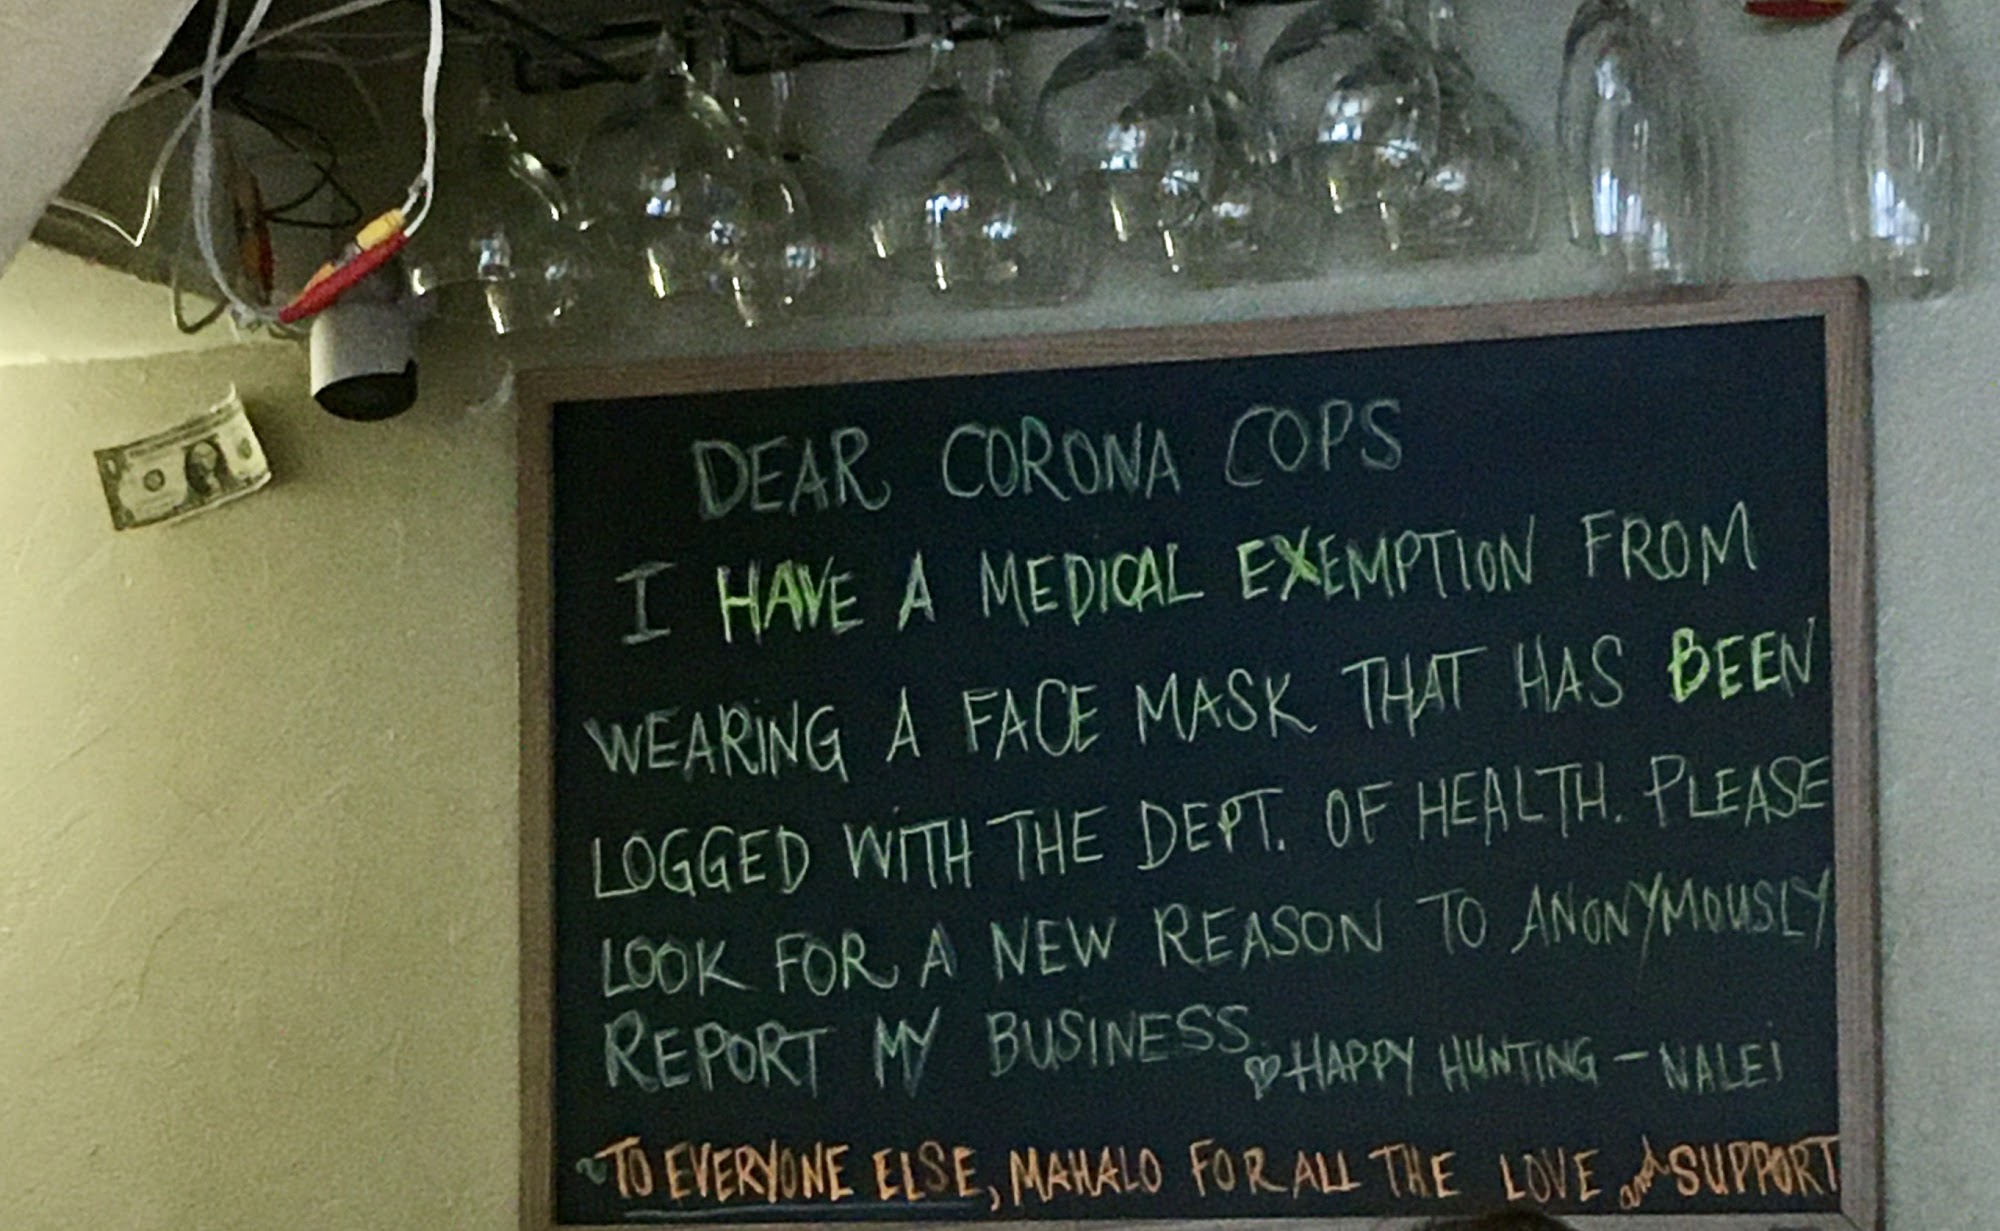 DEAR CORONA COPS
I HAVE A MEDICAL EXEMPTION FROM
WEARING A FACE MASK THAT HAS BEEN
LOGGED WITH THE DEPT. OF HEALTH. PLEASE
LOOK FOR A NEW REASON TO ANONYMOUSLY
REPORT MY BUSINESS.
♡ HAPPY HUNTING - NALEI
~ TO EVERYONE ELSE, MAHALO FOR ALL THE LOVE and SUPPORT